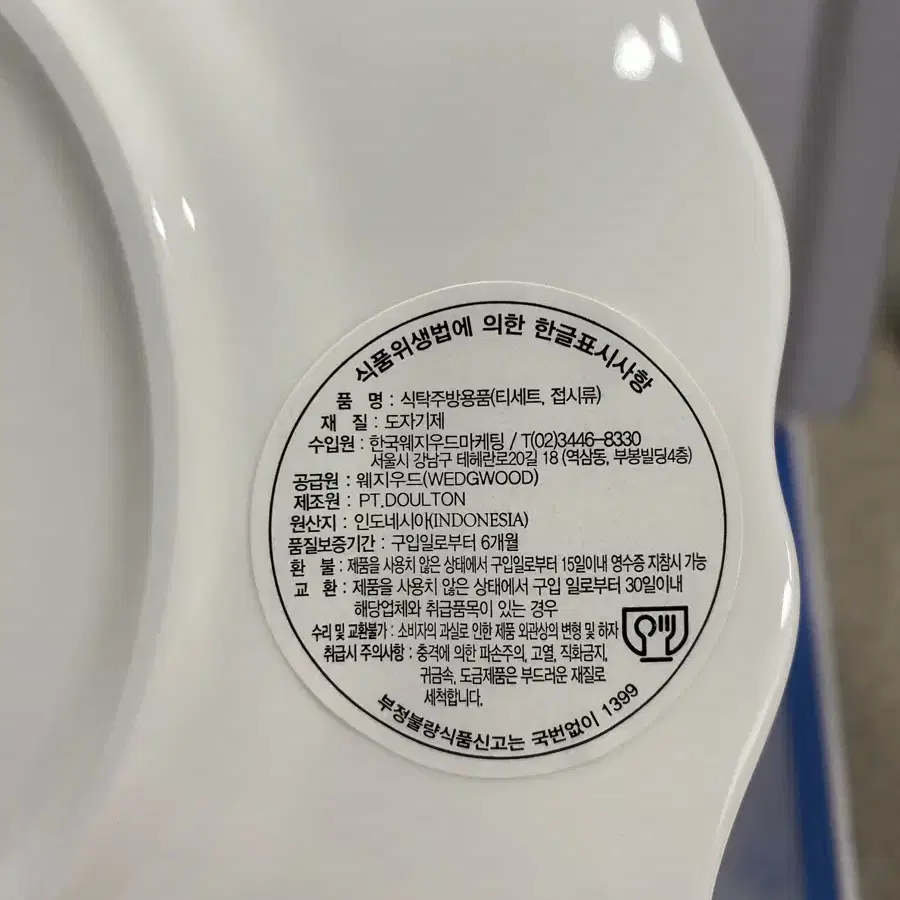 식품위생법에 의한 한글표시사항
품 명 : 식탁주방용품(티세트, 접시류)
재 질 : 도자기제
수입원 : 한국웨지우드마케팅 / T(02)3446-8330
서울시 강남구 테헤란로20길 18 (역삼동, 부봉빌딩4층)
공급원 : 웨지우드(WEDGWOOD)
제조원 : PT.DOULTON
원산지 : 인도네시아(INDONESIA)
품질보증기간 : 구입일로부터 6개월
환 불 : 제품을 사용치 않은 상태에서 구입일로부터 15일이내 영수증 지참시 가능
교 환 : 제품을 사용치 않은 상태에서 구입 일로부터 30일이내
해당업체와 취급품목이 있는 경우
수리 및 교환불가 : 소비자의 과실로 인한 제품 외관상의 변형 및 하자
취급시 주의사항 : 충격에 의한 파손주의, 고열, 직화금지,
귀금속, 도금제품은 부드러운 재질로
세척합니다.
부정불량식품신고는 국번없이 1399